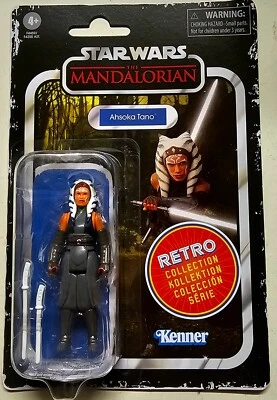 4+
⚠ WARNING:
CHOKING HAZARD-Small parts.
Not for children under 3 years.
STAR WARS
THE
MANDALORIAN
Ahsoka Tano
RETRO
COLLECTION
KOLLEKTION
COLECCIÓN
SÉRIE
Kenner